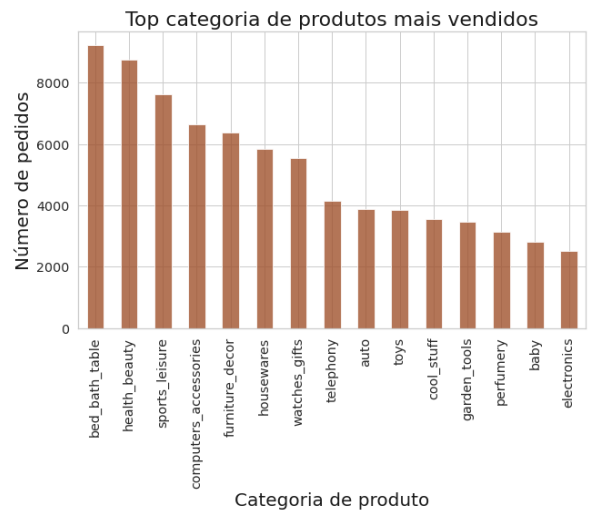 Top categoria de produtos mais vendidos
Número de pedidos
8000
6000
4000
2000
0
bed_bath_table
health_beauty
sports_leisure
computers_accessories
furniture_decor
housewares
watches_gifts
telephony
auto
toys
cool_stuff
garden_tools
perfumery
baby
electronics
Categoria de produto